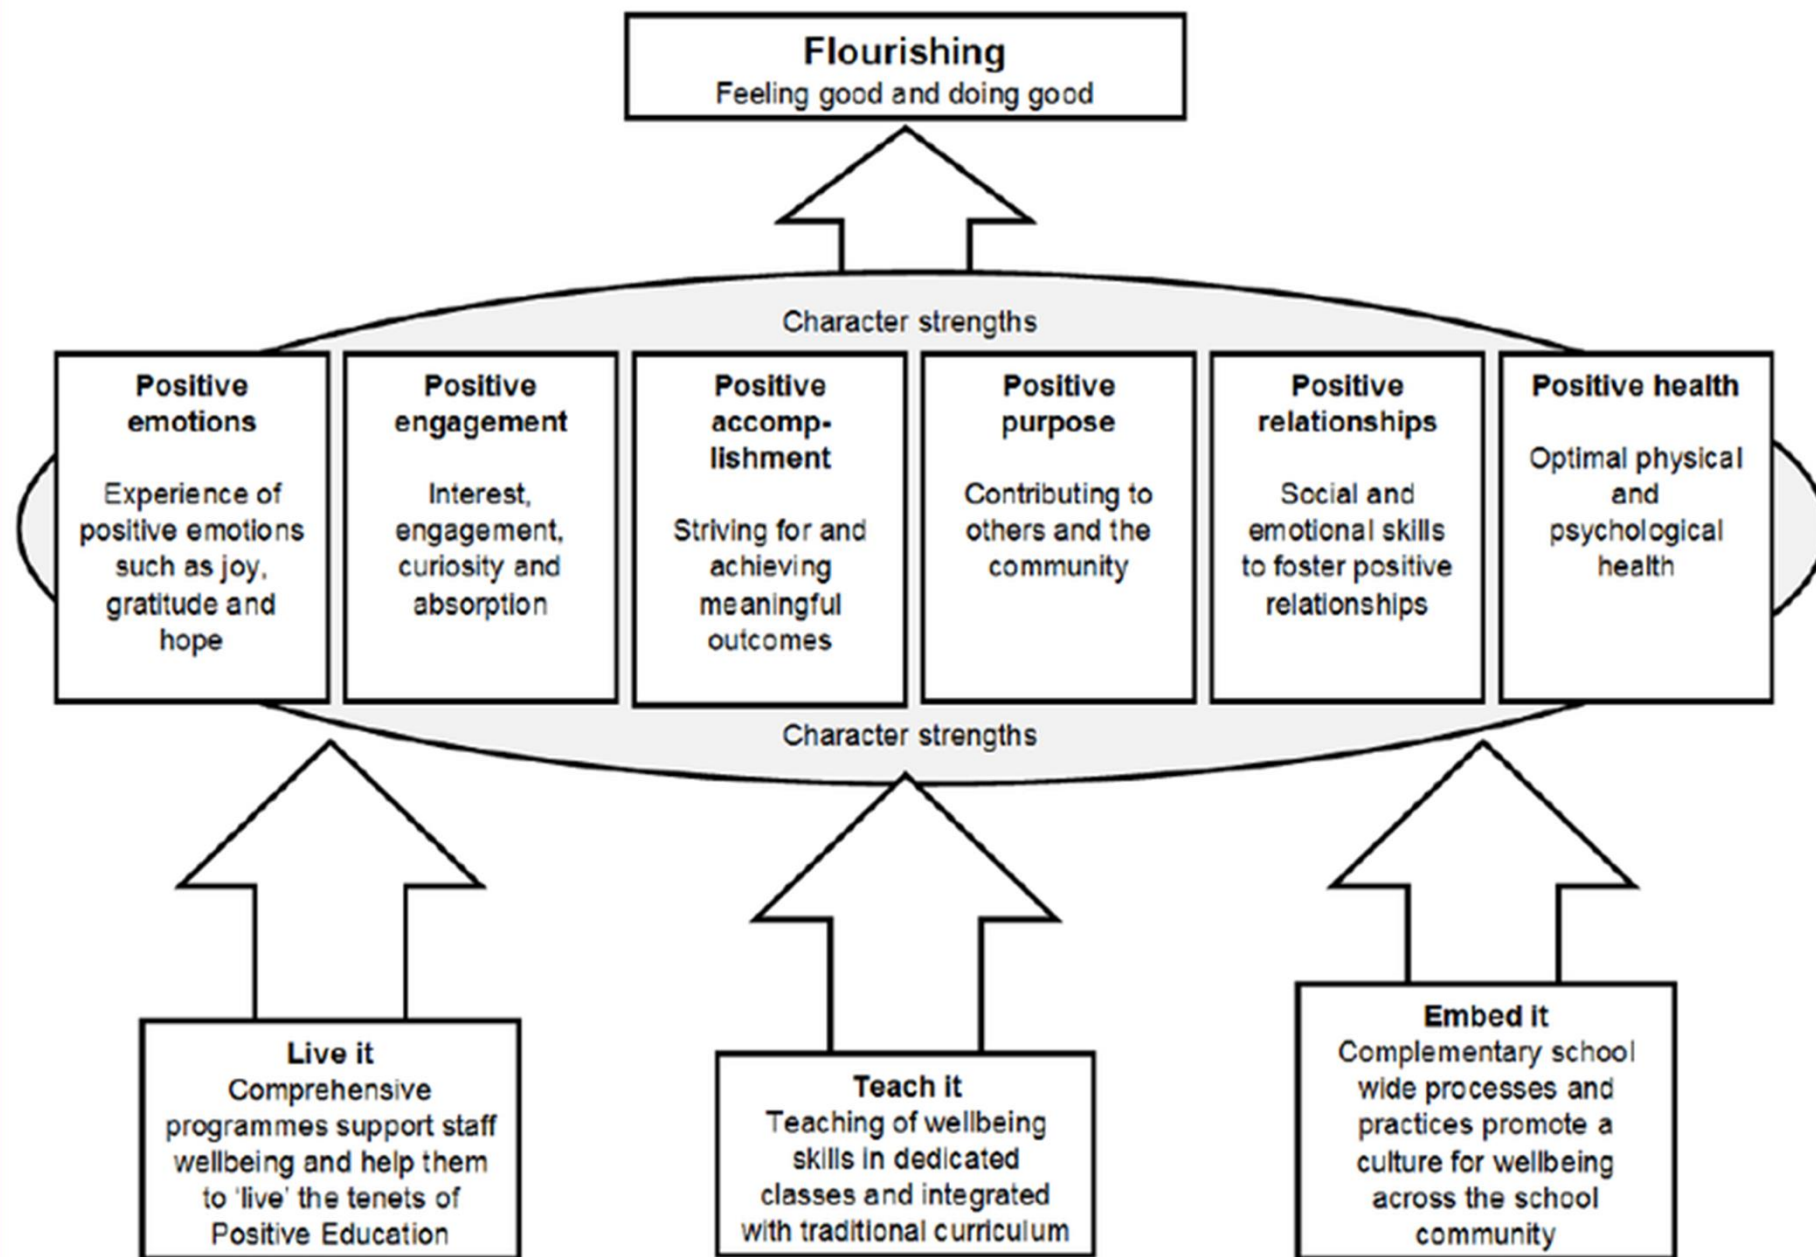 Flourishing
Feeling good and doing good
Character strengths
Positive
emotions
Experience of
positive emotions
such as joy,
gratitude and
hope
Positive
engagement
Interest,
engagement,
curiosity and
absorption
Positive
accomp-
lishment
Striving for and
achieving
meaningful
outcomes
Positive
purpose
Contributing to
others and the
community
Positive
relationships
Social and
emotional skills
to foster positive
relationships
Positive health
Optimal physical
and
psychological
health
Character strengths
Live it
Comprehensive
programmes support staff
wellbeing and help them
to ‘live’ the tenets of
Positive Education
Teach it
Teaching of wellbeing
skills in dedicated
classes and integrated
with traditional curriculum
Embed it
Complementary school
wide processes and
practices promote a
culture for wellbeing
across the school
community